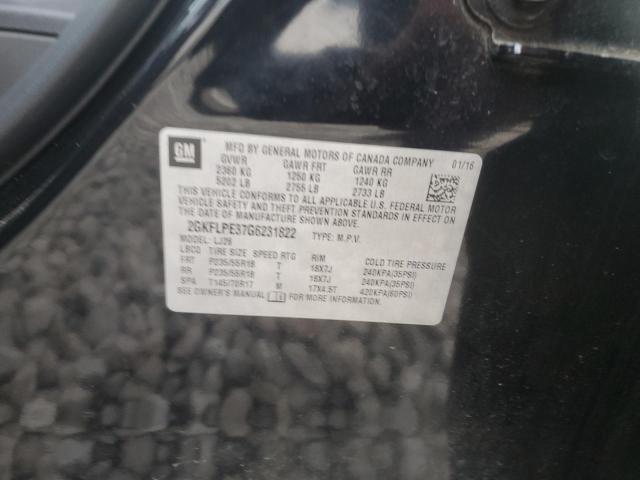 GM
MFD BY GENERAL MOTORS OF CANADA COMPANY 01/16
GVWR GAWR FRT GAWR RR
2360 KG 1250 KG 1240 KG
5202 LB 2755 LB 2733 LB
THIS VEHICLE CONFORMS TO ALL APPLICABLE U.S. FEDERAL MOTOR
VEHICLE SAFETY, BUMPER, AND THEFT PREVENTION STANDARDS IN EFFECT ON
THE DATE OF MANUFACTURE SHOWN ABOVE.
2GKFLPE37G6231822 TYPE: M.P.V.
MODEL: LJ26
LBCD TIRE SIZE SPEED RTG RIM COLD TIRE PRESSURE
FRT P235/55R18 T 18X7J 240KPA(35PSI)
RR P235/55R18 T 18X7J 240KPA(35PSI)
SPA T145/70R17 M 17X4.5T 420KPA(60PSI)
SEE OWNER'S MANUAL FOR MORE INFORMATION.